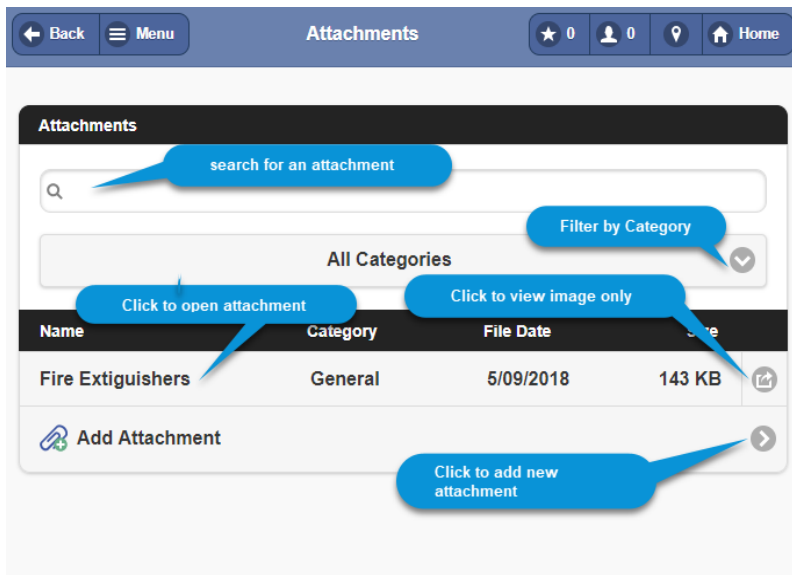 Back Menu Attachments 0 0 Home
Attachments
search for an attachment
Filter by Category
All Categories
Click to open attachment
Click to view image only
Name Category File Date
Fire Extiguishers General 5/09/2018 143 KB
Add Attachment
Click to add new
attachment